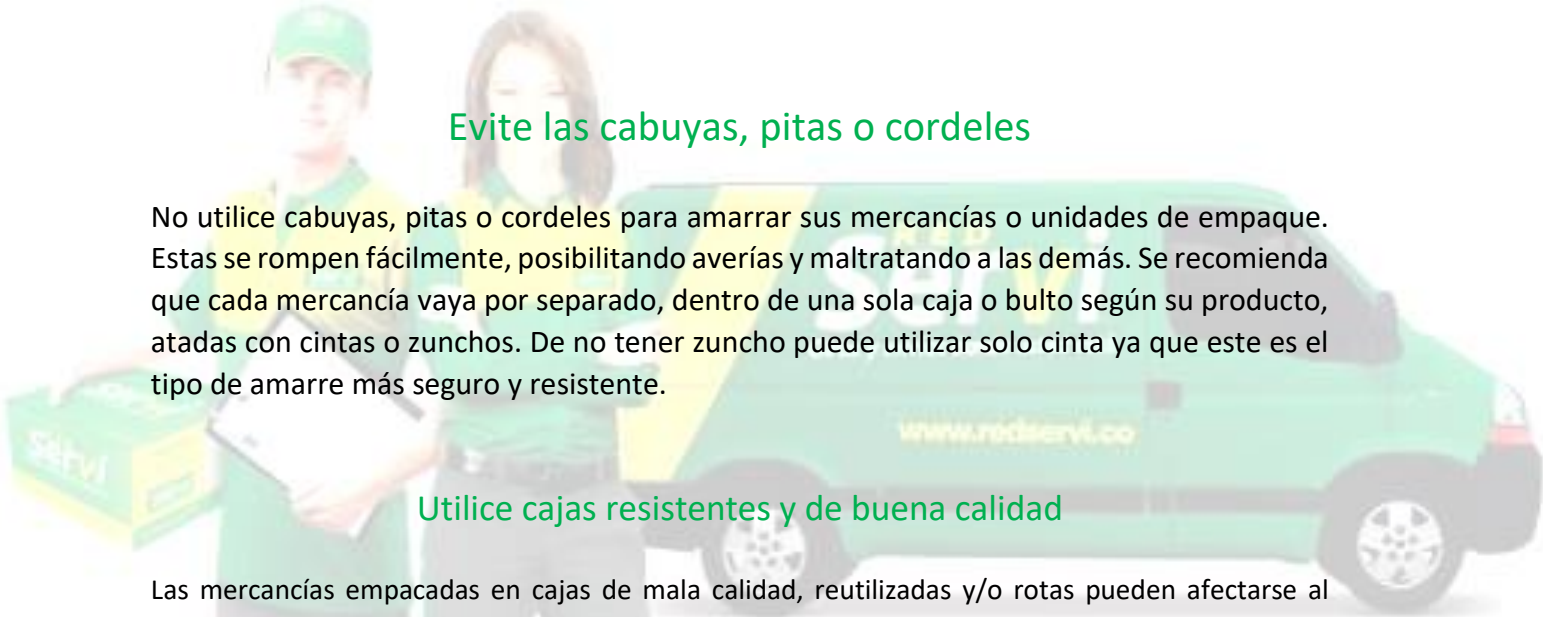 Evite las cabuyas, pitas o cordeles
No utilice cabuyas, pitas o cordeles para amarrar sus mercancías o unidades de empaque.
Estas se rompen fácilmente, posibilitando averías y maltratando a las demás. Se recomienda
que cada mercancía vaya por separado, dentro de una sola caja o bulto según su producto,
atadas con cintas o zunchos. De no tener zuncho puede utilizar solo cinta ya que este es el
tipo de amarre más seguro y resistente.
RED
Servi
www.redservi.co
servi
Utilice cajas resistentes y de buena calidad
Las mercancías empacadas en cajas de mala calidad, reutilizadas y/o rotas pueden afectarse al